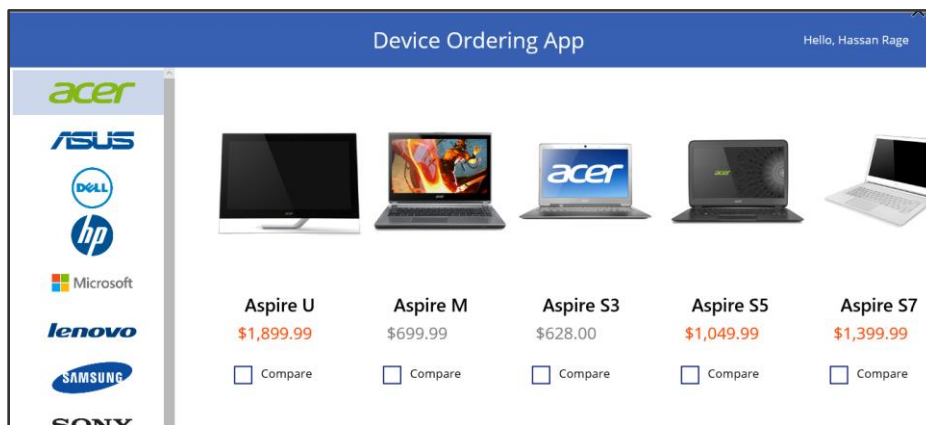 Device Ordering App
Hello, Hassan Rage
acer
ASUS
DELL
hp
Microsoft
lenovo
SAMSUNG
SONY
acer
acer
Aspire U
Aspire M
Aspire S3
Aspire S5
Aspire S7
$1,899.99
$699.99
$628.00
$1,049.99
$1,399.99
Compare
Compare
Compare
Compare
Compare